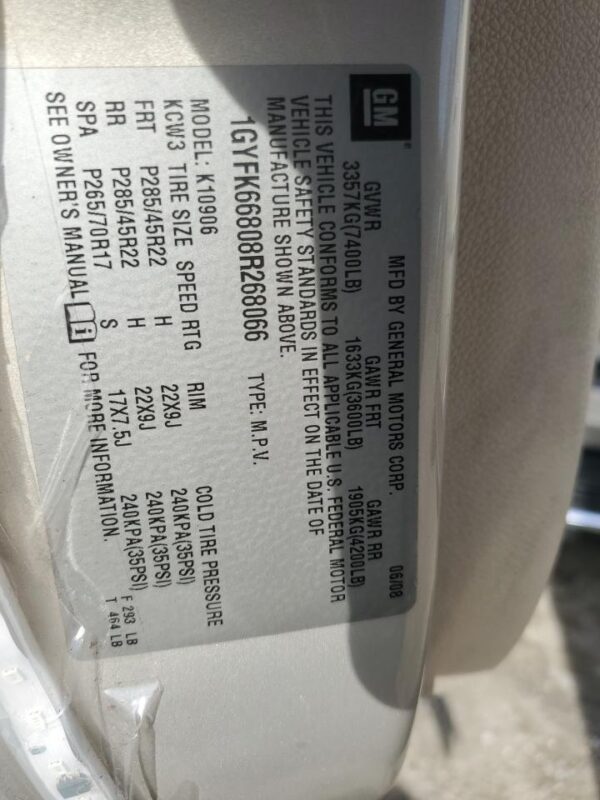 GM
MFD BY GENERAL MOTORS CORP. 06/08
GVWR GAWR FRT GAWR RR
3357KG(7400LB) 1633KG(3600LB) 1905KG(4200LB)
THIS VEHICLE CONFORMS TO ALL APPLICABLE U.S. FEDERAL MOTOR
VEHICLE SAFETY STANDARDS IN EFFECT ON THE DATE OF
MANUFACTURE SHOWN ABOVE.
1GYFK66808R268066 TYPE: M.P.V.
MODEL: K10906
KCW3 TIRE SIZE SPEED RTG RIM COLD TIRE PRESSURE
FRT P285/45R22 H 22X9J 240KPA(35PSI)
RR P285/45R22 H 22X9J 240KPA(35PSI)
SPA P265/70R17 S 17X7.5J 240KPA(35PSI)
SEE OWNER'S MANUAL FOR MORE INFORMATION.
F 293 LB
T 464 LB